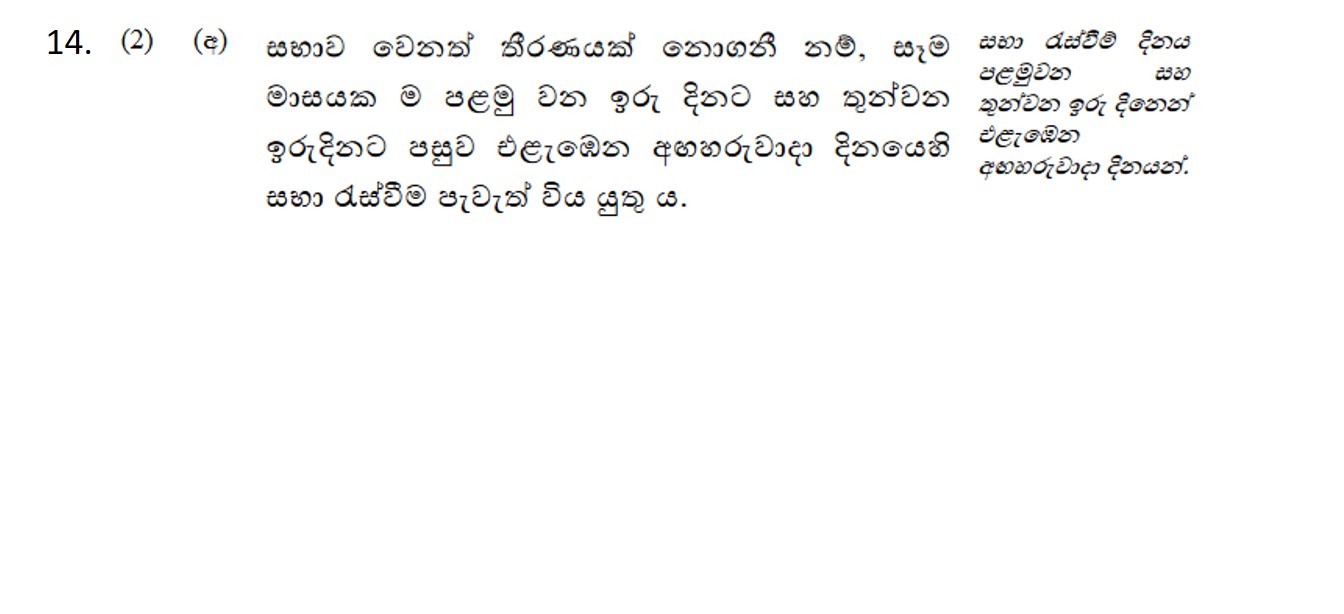 14. (2) (අ) සභාව වෙනත් තීරණයක් නොගනී නම්, සෑම
මාසයක ම පළමු වන ඉරු දිනට සහ තුන්වන
ඉරුදිනට පසුව එළැඹෙන අඟහරුවාදා දිනයෙහි
සභා රැස්වීම පැවැත් විය යුතු ය.
සභා රැස්වීම් දිනය
පළමුවන සහ
තුන්වන ඉරු දිනෙන්
එළැඹෙන
අඟහරුවාදා දිනයන්.